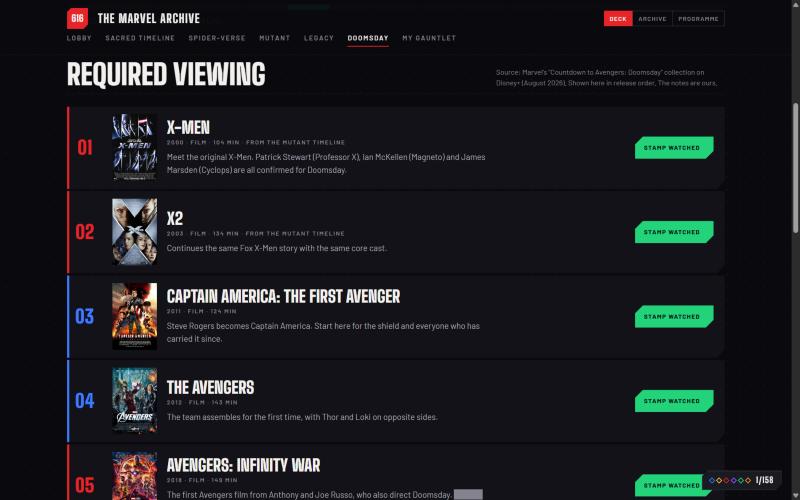 616 THE MARVEL ARCHIVE
DECK ARCHIVE PROGRAMME
LOBBY SACRED TIMELINE SPIDER-VERSE MUTANT LEGACY DOOMSDAY MY GAUNTLET
REQUIRED VIEWING
Source: Marvel's "Countdown to Avengers: Doomsday" collection on
Disney+ (August 2026). Shown here in release order. The notes are ours.
01
X-MEN
X-MEN
2000 · FILM · 104 MIN · FROM THE MUTANT TIMELINE
Meet the original X-Men. Patrick Stewart (Professor X), Ian McKellen (Magneto) and James
Marsden (Cyclops) are all confirmed for Doomsday.
STAMP WATCHED
02
X2
2003 · FILM · 134 MIN · FROM THE MUTANT TIMELINE
Continues the same Fox X-Men story with the same core cast.
STAMP WATCHED
03
CAPTAIN AMERICA
CAPTAIN AMERICA: THE FIRST AVENGER
2011 · FILM · 124 MIN
Steve Rogers becomes Captain America. Start here for the shield and everyone who has
carried it since.
STAMP WATCHED
04
AVENGERS
THE AVENGERS
2012 · FILM · 143 MIN
The team assembles for the first time, with Thor and Loki on opposite sides.
STAMP WATCHED
05
AVENGERS: INFINITY WAR
2018 · FILM · 149 MIN
The first Avengers film from Anthony and Joe Russo, who also direct Doomsday.
STAMP WATCHED
1/158